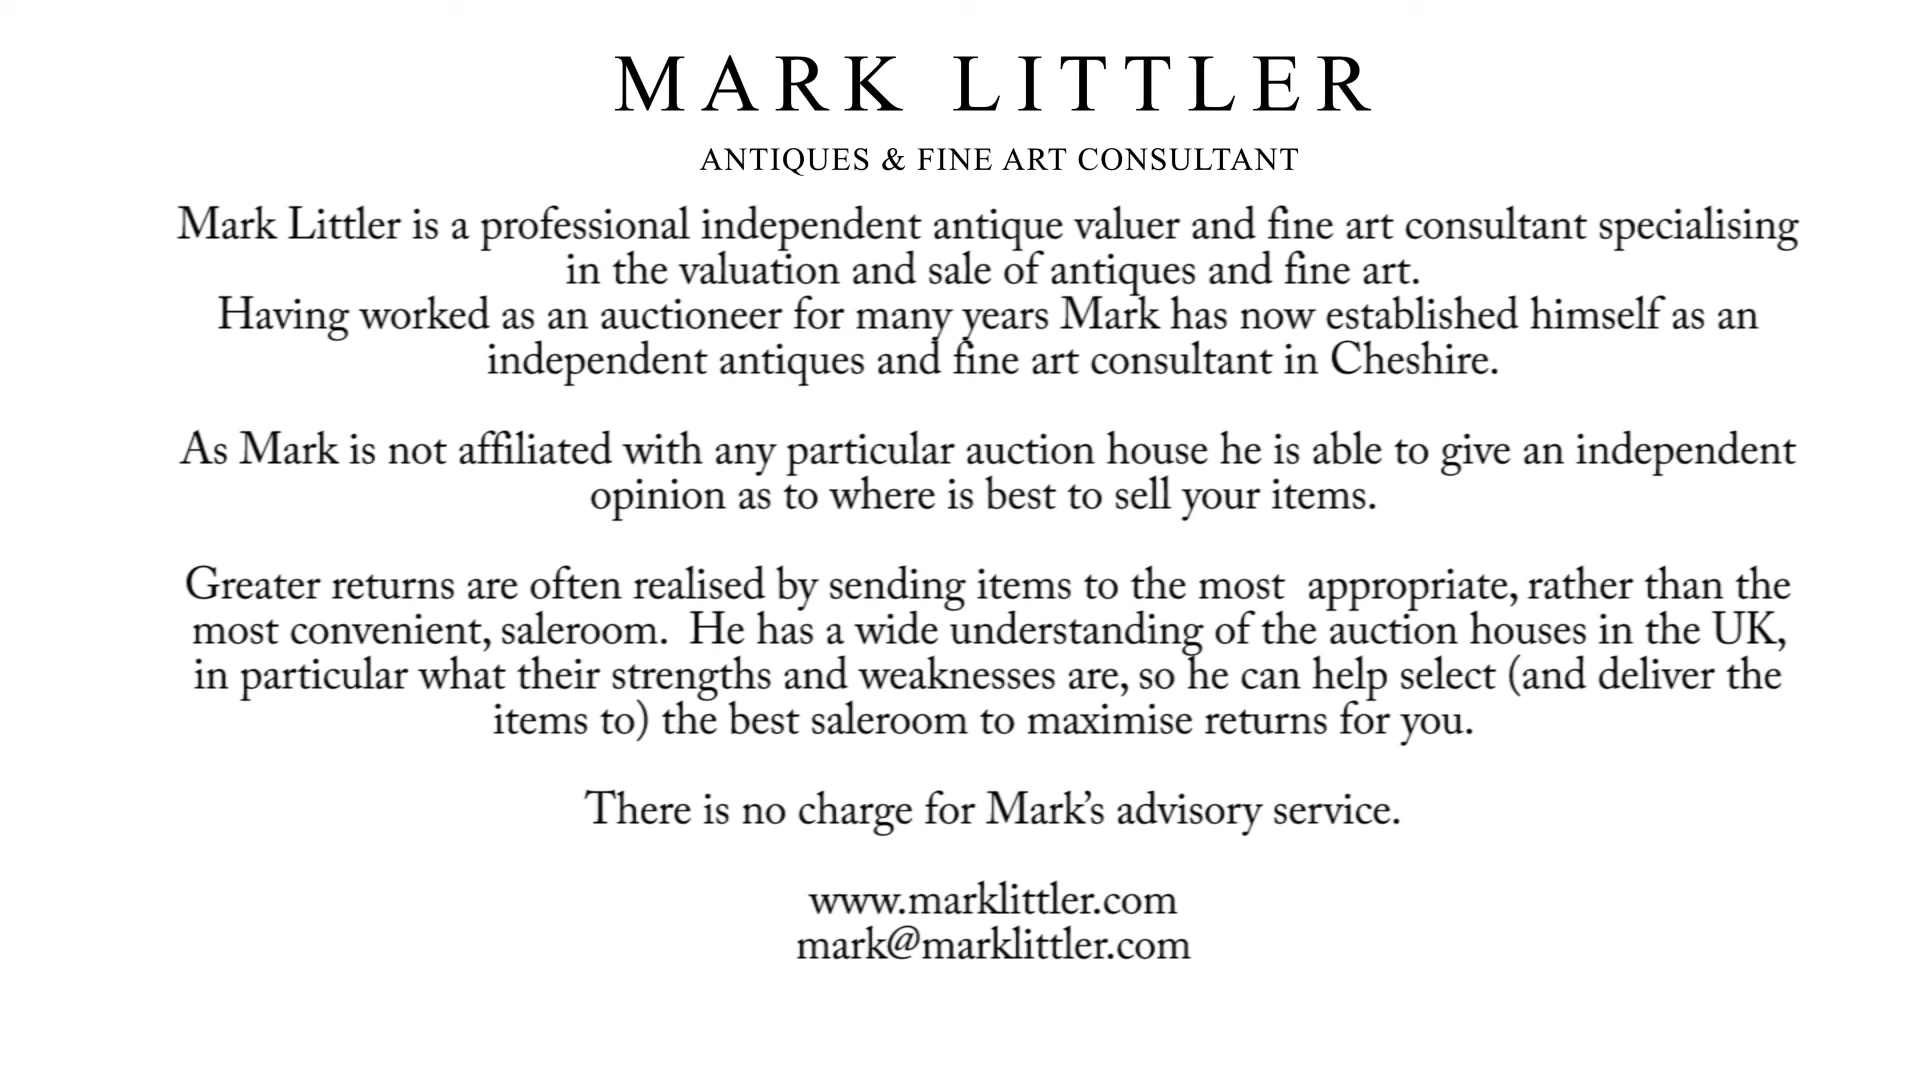 MARK LITTLER
ANTIQUES & FINE ART CONSULTANT
Mark Littler is a professional independent antique valuer and fine art consultant specialising
in the valuation and sale of antiques and fine art.
Having worked as an auctioneer for many years Mark has now established himself as an
independent antiques and fine art consultant in Cheshire.
As Mark is not affiliated with any particular auction house he is able to give an independent
opinion as to where is best to sell your items.
Greater returns are often realised by sending items to the most  appropriate, rather than the
most convenient, saleroom.  He has a wide understanding of the auction houses in the UK,
in particular what their strengths and weaknesses are, so he can help select (and deliver the
items to) the best saleroom to maximise returns for you.
There is no charge for Mark’s advisory service.
www.marklittler.com
mark@marklittler.com